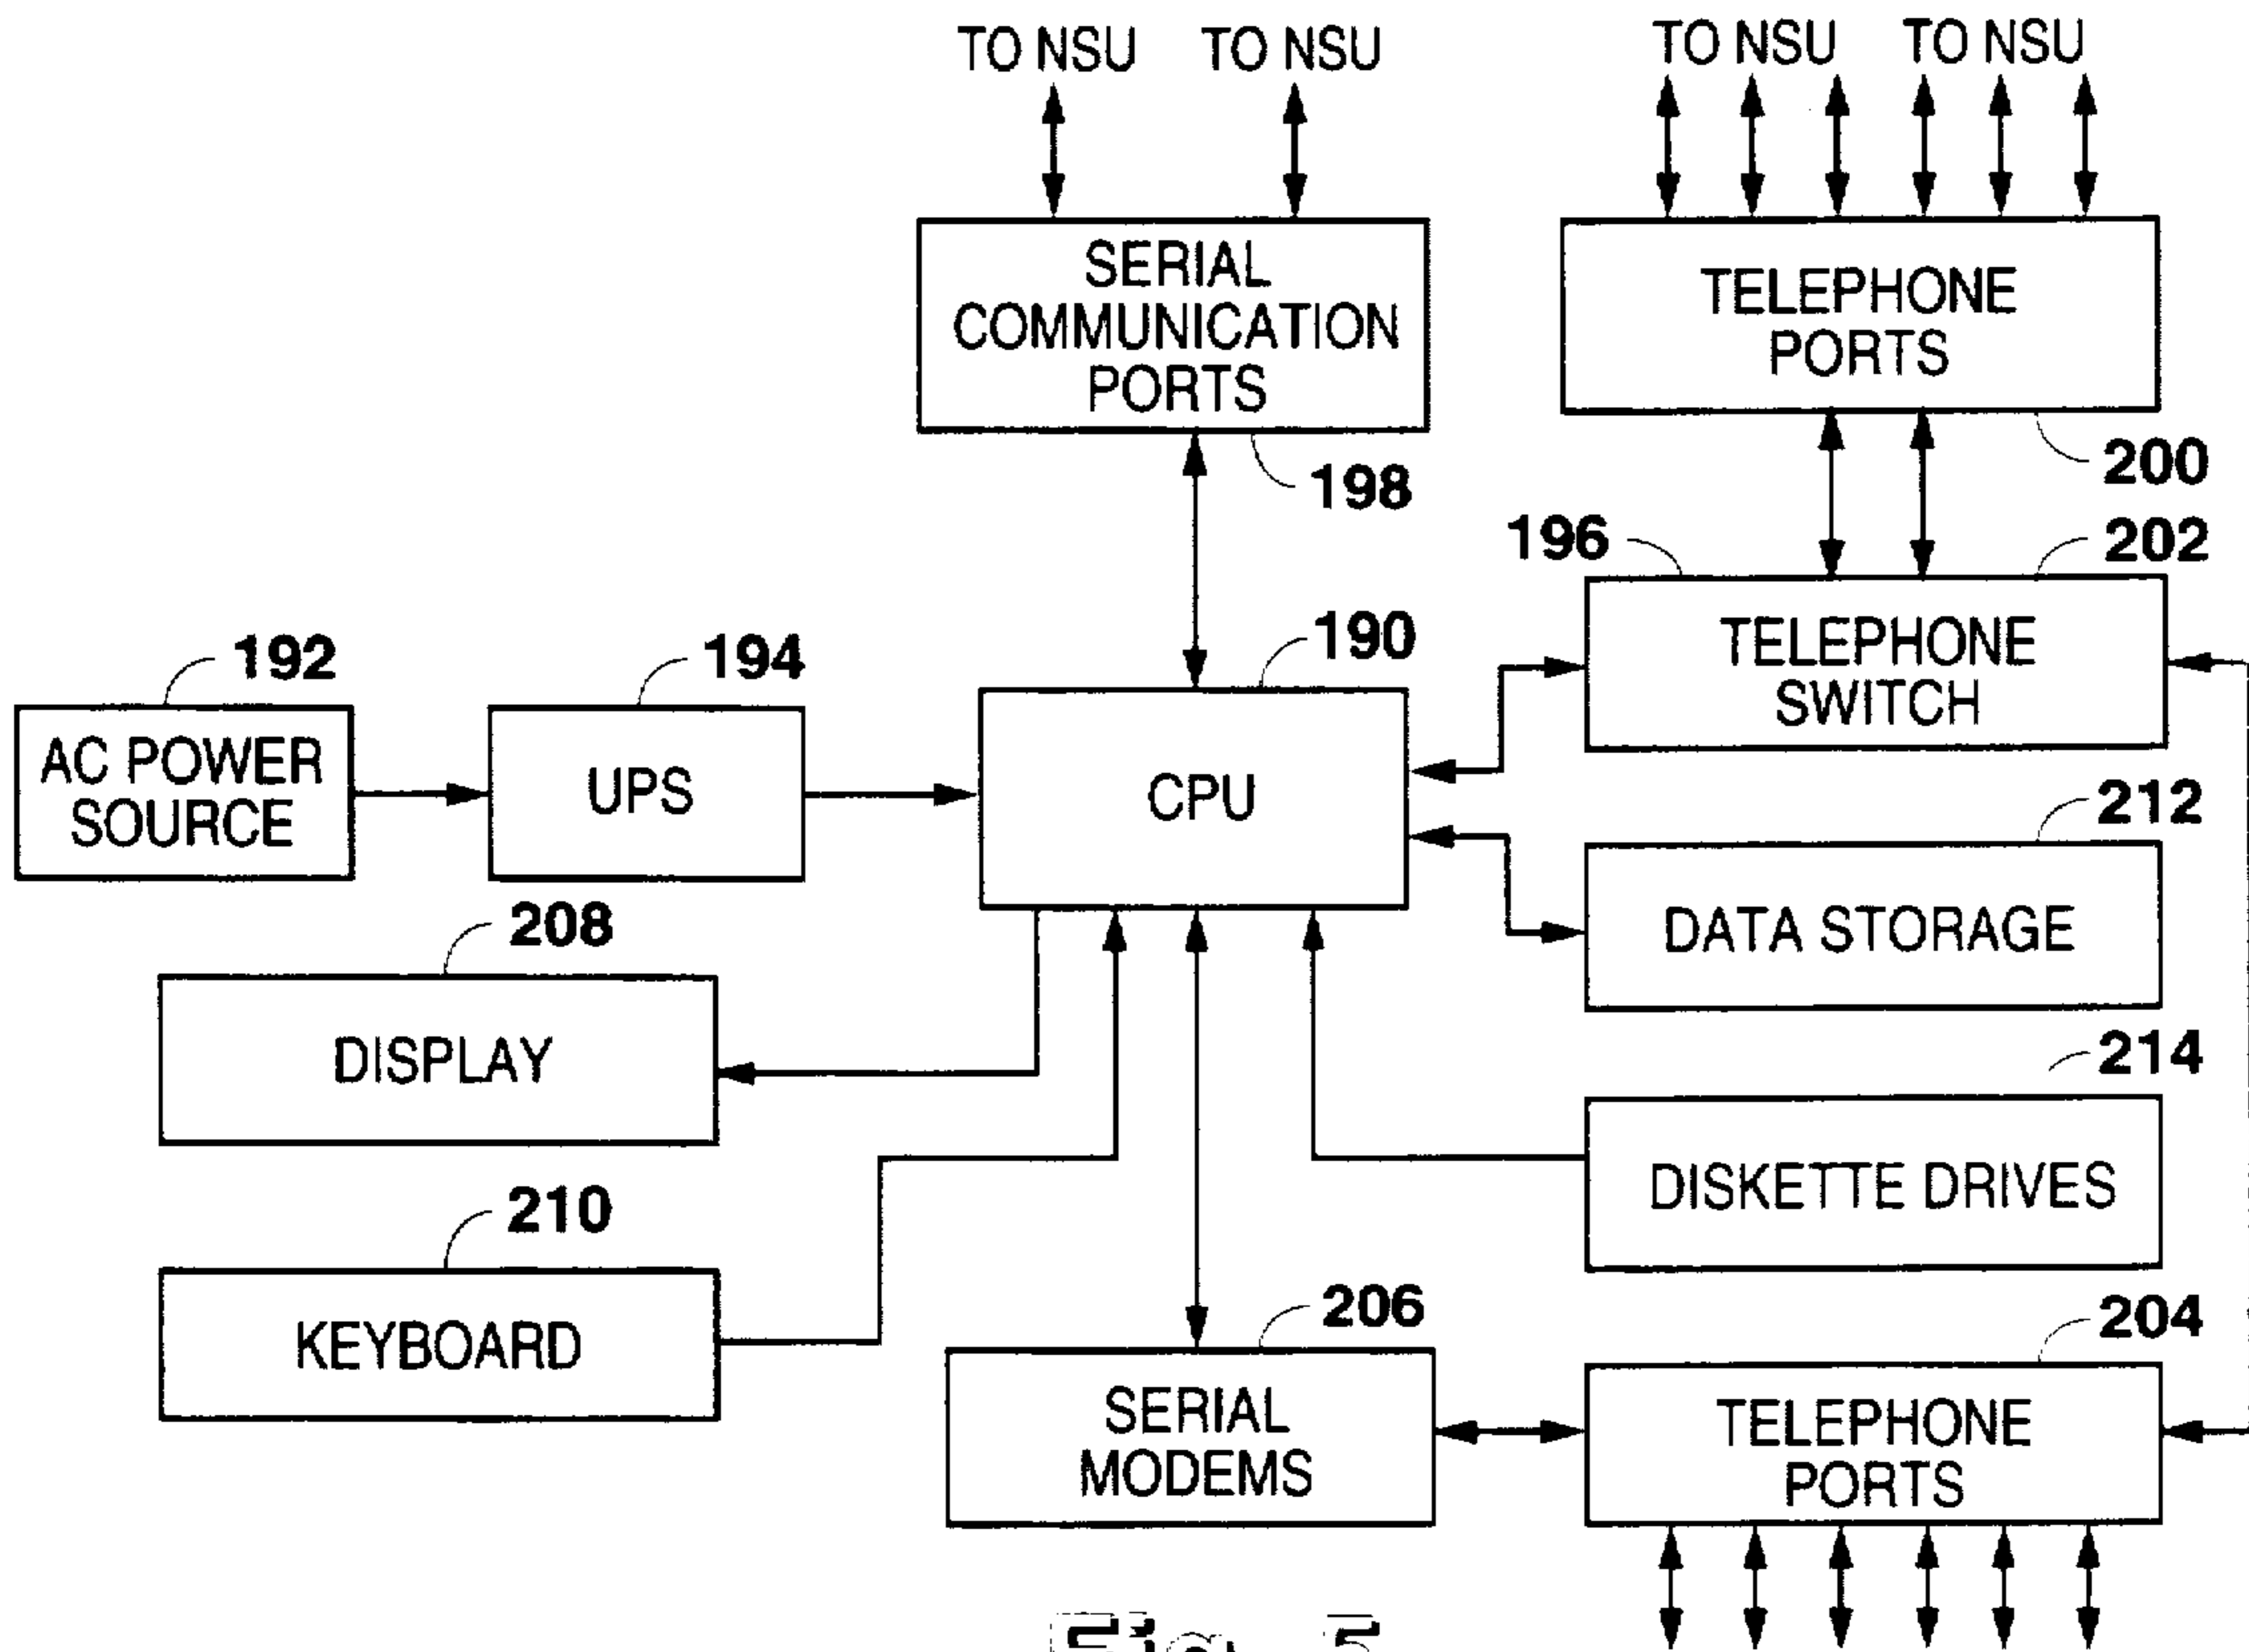 TO NSU TO NSU TO NSU TO NSU
SERIAL
COMMUNICATION
PORTS
198
TELEPHONE
PORTS
200
196
202
TELEPHONE
SWITCH
192
AC POWER
SOURCE
194
UPS
190
CPU
212
DATA STORAGE
208
DISPLAY
214
DISKETTE DRIVES
210
KEYBOARD
206
SERIAL
MODEMS
204
TELEPHONE
PORTS
Fig. 5